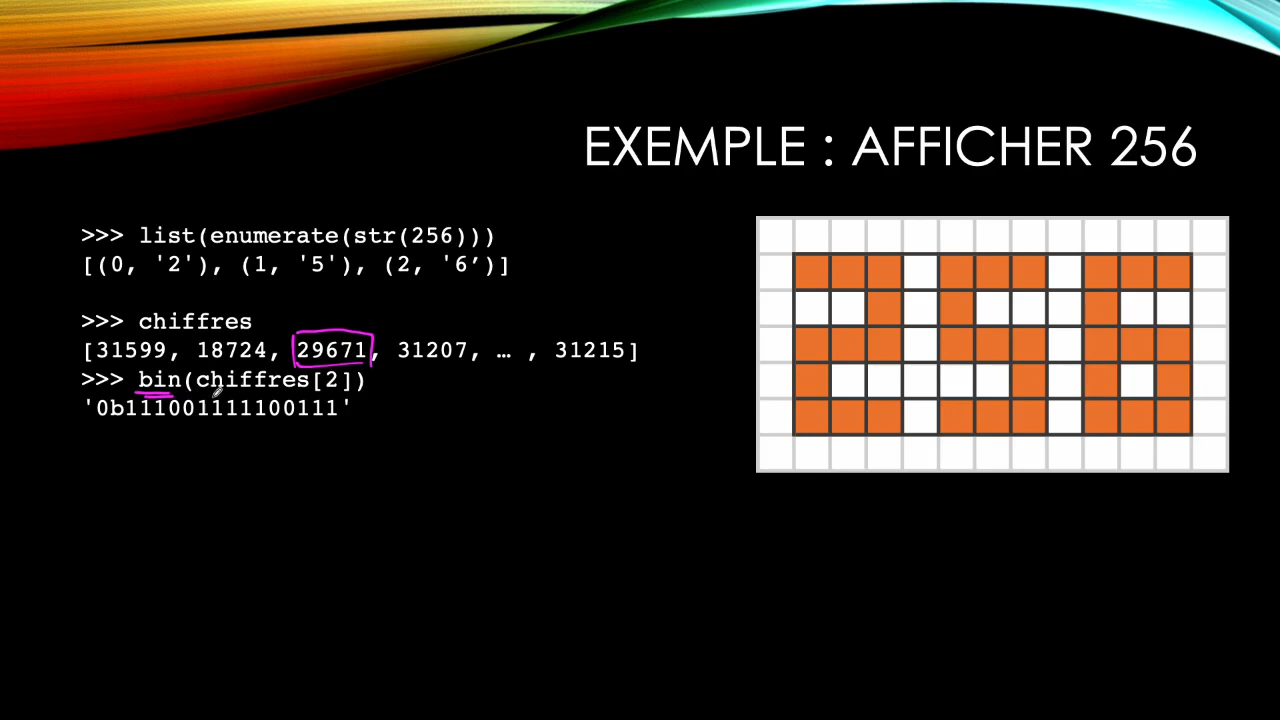 EXEMPLE : AFFICHER 256
>>> list(enumerate(str(256)))
[(0, '2'), (1, '5'), (2, '6’)]
>>> chiffres
[31599, 18724, 29671, 31207, … , 31215]
>>> bin(chiffres[2])
'0b111001111100111'